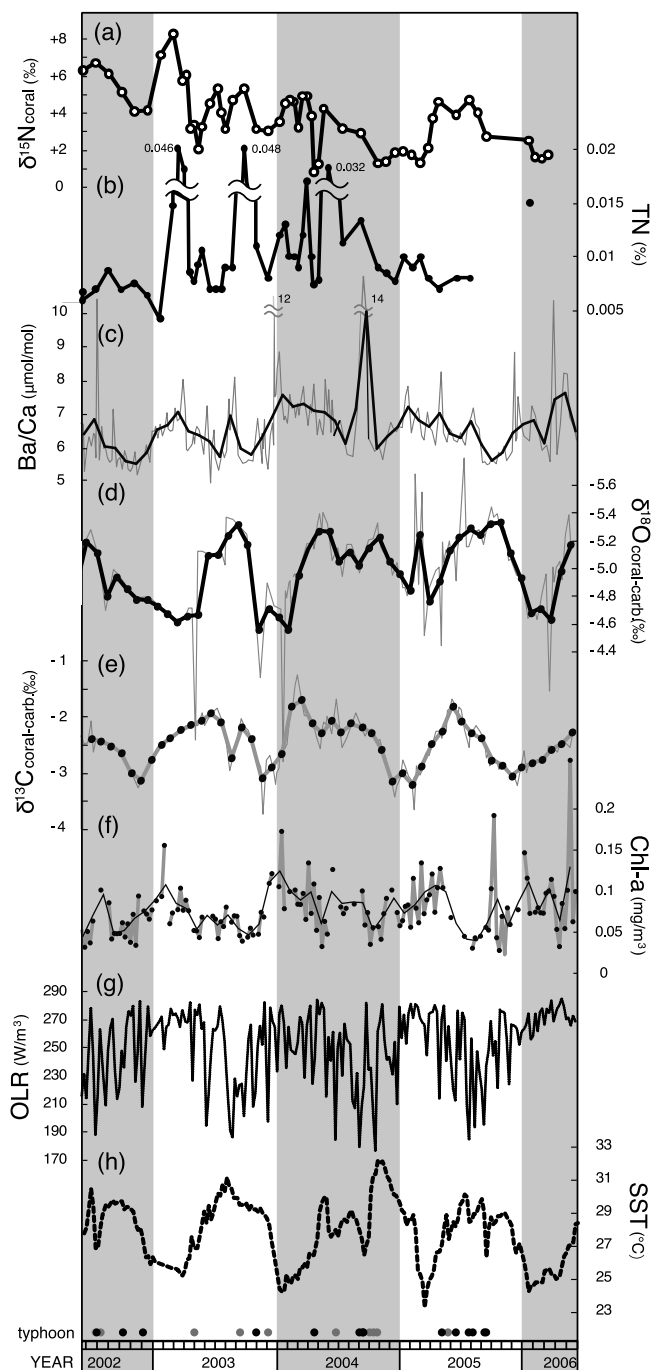 (a)
+8
+6
+4
+2
0
δ15Ncoral (‰)
0.046
0.048
0.032
(b)
0.02
0.015
0.01
0.005
TN (%)
12
14
(c)
10
9
8
7
6
5
Ba/Ca (μmol/mol)
(d)
- 5.6
- 5.4
- 5.2
- 5.0
- 4.8
- 4.6
- 4.4
δ18Ocoral-carb.(‰)
(e)
- 1
- 2
- 3
- 4
δ13Ccoral-carb.(‰)
(f)
0.2
0.15
0.1
0.05
0
Chl-a (mg/m3)
(g)
290
270
250
230
210
190
170
OLR (W/m3)
(h)
33
31
29
27
25
23
SST (°C)
typhoon
YEAR 2002 2003 2004 2005 2006